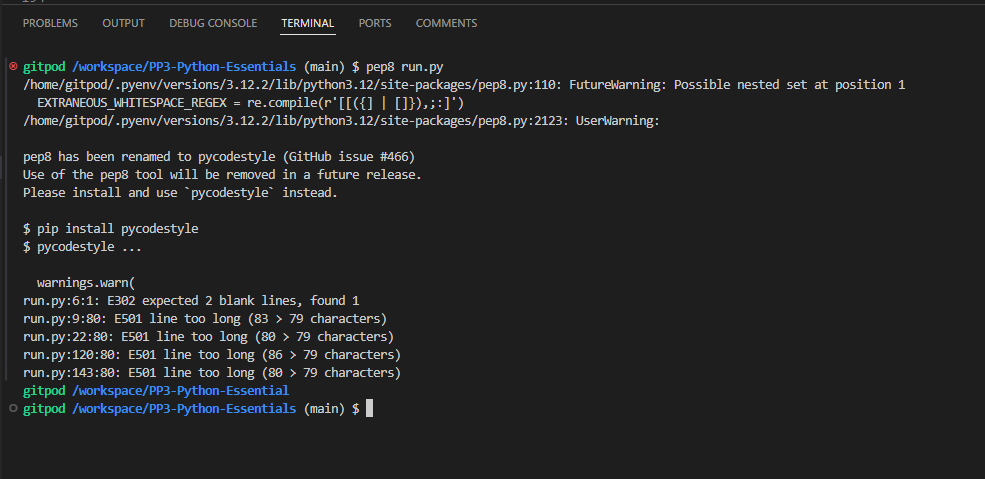 PROBLEMS OUTPUT DEBUG CONSOLE TERMINAL PORTS COMMENTS
gitpod /workspace/PP3-Python-Essentials (main) $ pep8 run.py
/home/gitpod/.pyenv/versions/3.12.2/lib/python3.12/site-packages/pep8.py:110: FutureWarning: Possible nested set at position 1
  EXTRANEOUS_WHITESPACE_REGEX = re.compile(r'[[({] | []}),;:]')
/home/gitpod/.pyenv/versions/3.12.2/lib/python3.12/site-packages/pep8.py:2123: UserWarning:
pep8 has been renamed to pycodestyle (GitHub issue #466)
Use of the pep8 tool will be removed in a future release.
Please install and use `pycodestyle` instead.
$ pip install pycodestyle
$ pycodestyle ...
  warnings.warn(
run.py:6:1: E302 expected 2 blank lines, found 1
run.py:9:80: E501 line too long (83 > 79 characters)
run.py:22:80: E501 line too long (80 > 79 characters)
run.py:120:80: E501 line too long (86 > 79 characters)
run.py:143:80: E501 line too long (80 > 79 characters)
gitpod /workspace/PP3-Python-Essential
gitpod /workspace/PP3-Python-Essentials (main) $